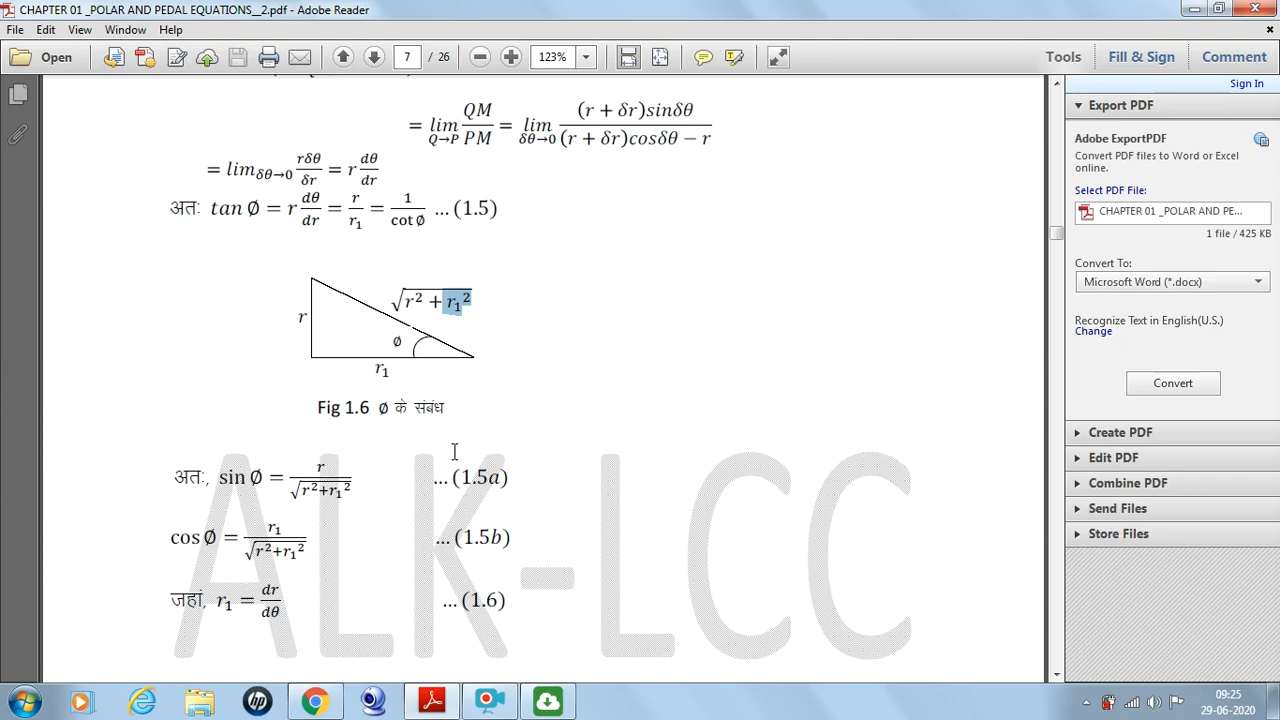 CHAPTER 01 _POLAR AND PEDAL EQUATIONS__2.pdf - Adobe Reader
File Edit View Window Help
Open 7 / 26 123% Tools Fill & Sign Comment
Sign In
= lim Q→P QM/PM = lim δθ→0 (r + δr)sinδθ / (r + δr)cosδθ − r
= lim δθ→0 rδθ/δr = r dθ/dr
अतः tan ∅ = r dθ/dr = r/r₁ = 1/cot ∅ … (1.5)
√r² + r₁²
r
∅
r₁
Fig 1.6 ∅ के संबंध
अतः, sin ∅ = r/√r²+r₁² … (1.5a)
cos ∅ = r₁/√r²+r₁² … (1.5b)
जहां, r₁ = dr/dθ … (1.6)
ALK-LCC
Export PDF
Adobe ExportPDF
Convert PDF files to Word or Excel
online.
Select PDF File:
CHAPTER 01 _POLAR AND PE...
1 file / 425 KB
Convert To:
Microsoft Word (*.docx)
Recognize Text in English(U.S.)
Change
Convert
Create PDF
Edit PDF
Combine PDF
Send Files
Store Files
hp
09:25
29-06-2020